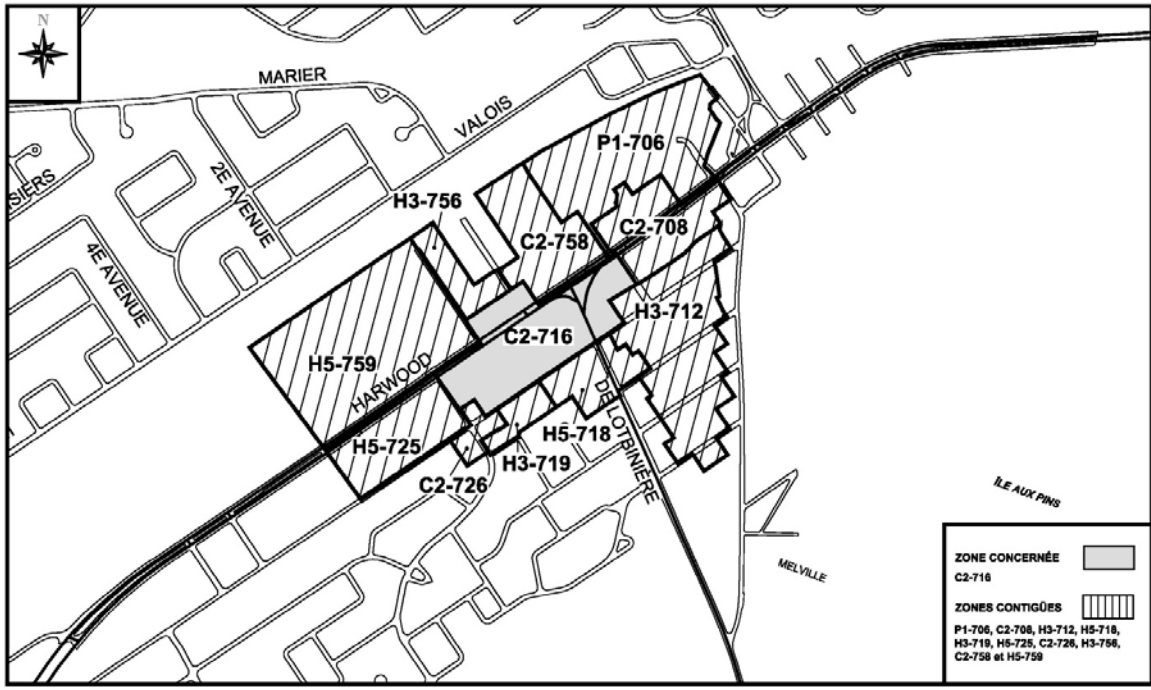 N
MARIER
VALOIS
P1-706
SIERS
2E AVENUE
H3-756
C2-708
C2-758
4E AVENUE
H3-712
C2-716
H5-759
HARWOOD
DE LOTBINIÈRE
H5-718
H5-725
H3-719
C2-726
ÎLE AUX PINS
MELVILLE
ZONE CONCERNÉE
C2-716
ZONES CONTIGÜES
P1-706, C2-708, H3-712, H5-718,
H3-719, H5-725, C2-726, H3-756,
C2-758 et H5-759